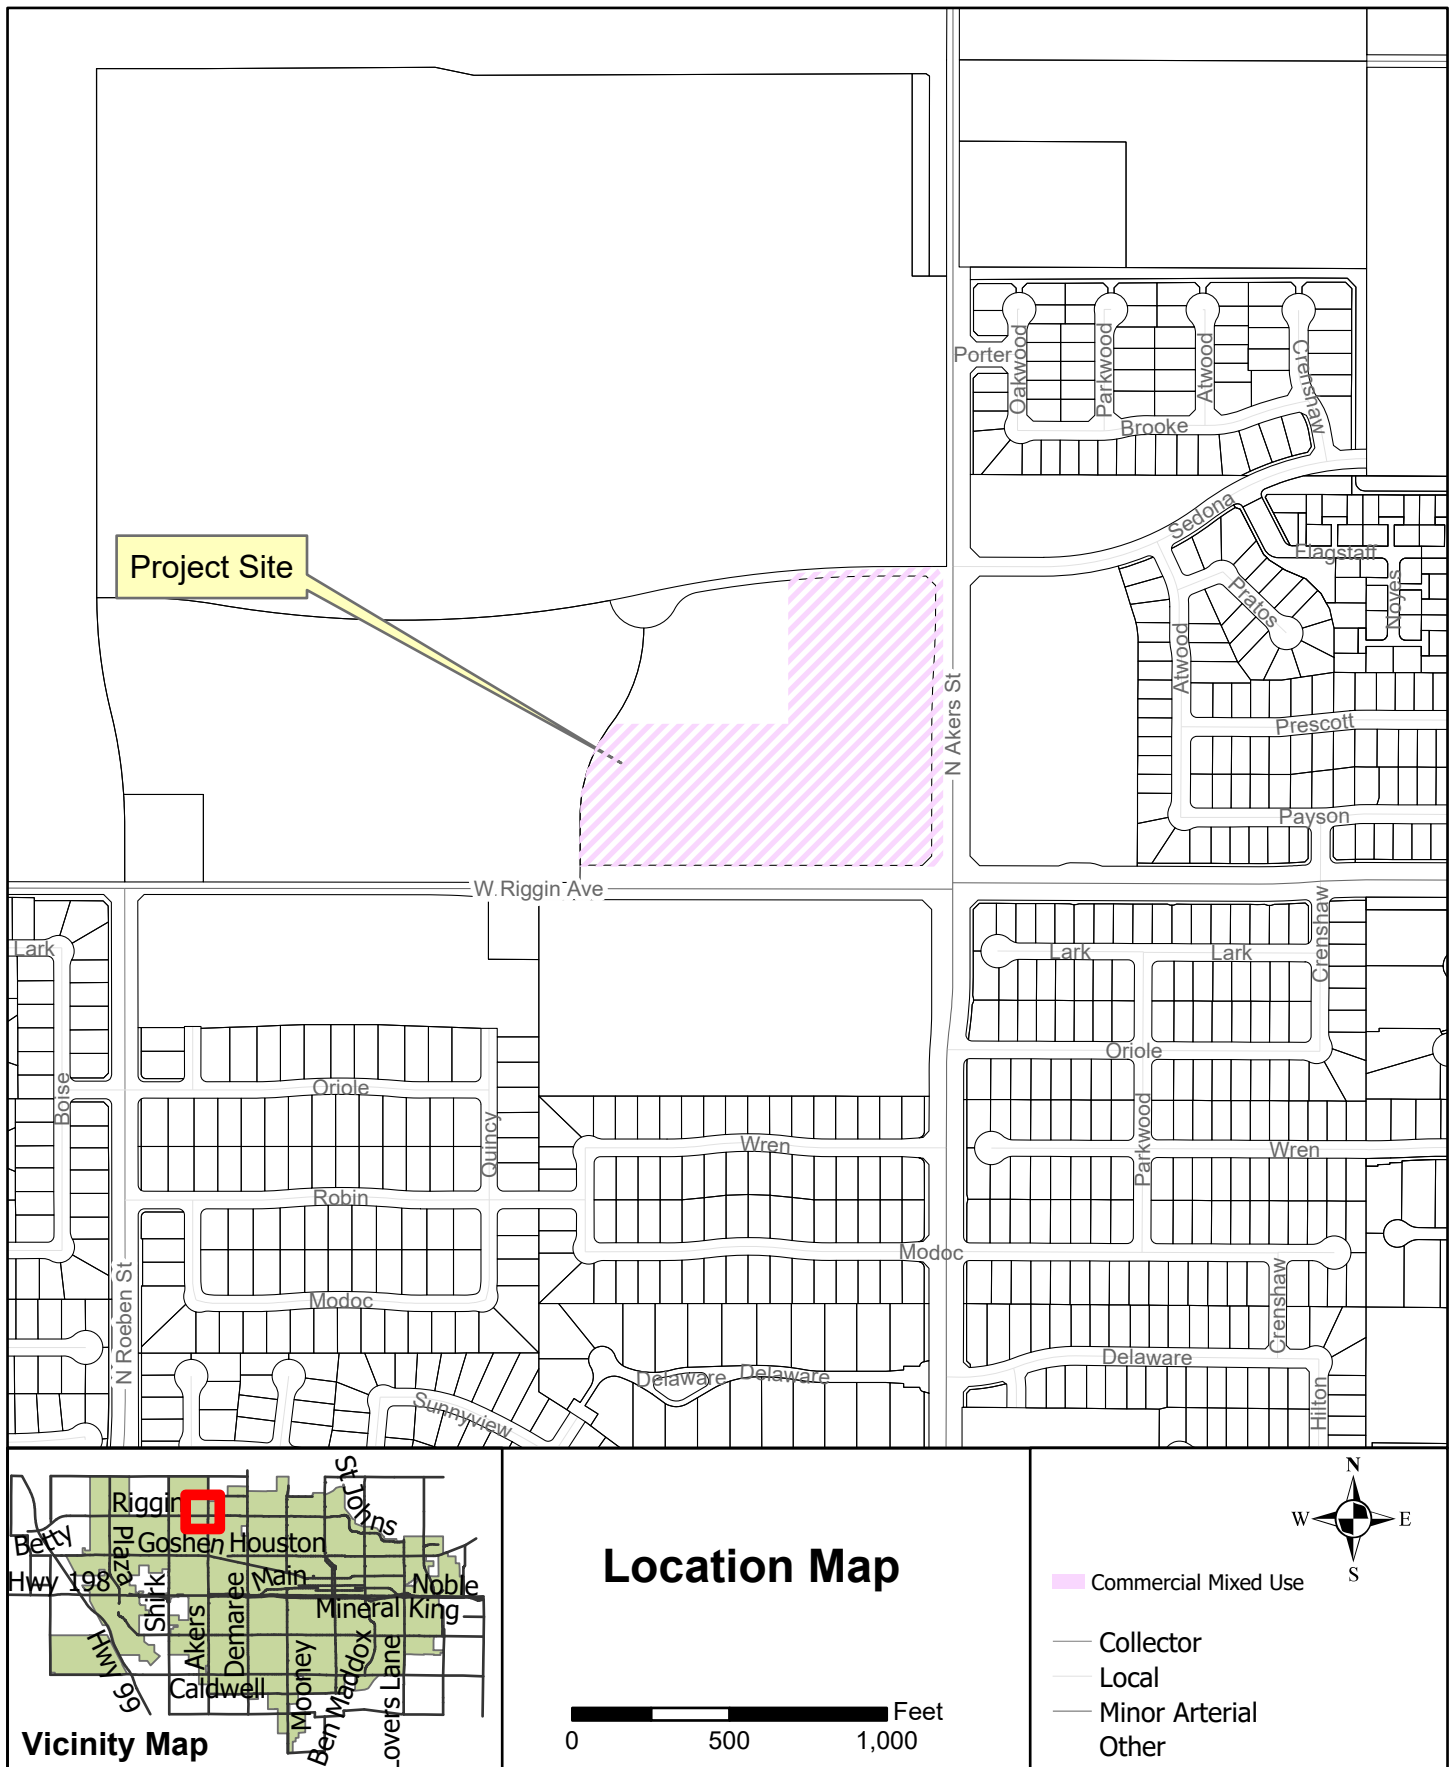 Porter
Oakwood
Parkwood
Atwood
Crenshaw
Brooke
Sedona
Flagstaff
Noyes
Pratos
Atwood
Project Site
N Akers St
Prescott
Payson
W Riggin Ave
Crenshaw
Lark
Lark
Lark
Oriole
Boise
Oriole
Quincy
Parkwood
Wren
Wren
Robin
Modoc
N Roeben St
Modoc
Crenshaw
Delaware
Delaware
Delaware
Sunnyview
Hilton
Riggin
St Johns
Betty
Plaza
Goshen
Houston
Hwy 198
Shirk
Main
Noble
Mineral King
Akers
Demaree
Hwy 99
Caldwell
Mooney
Ben Maddox
Lovers Lane
Vicinity Map
Location Map
Feet
0
500
1,000
N
W
E
S
Commercial Mixed Use
Collector
Local
Minor Arterial
Other